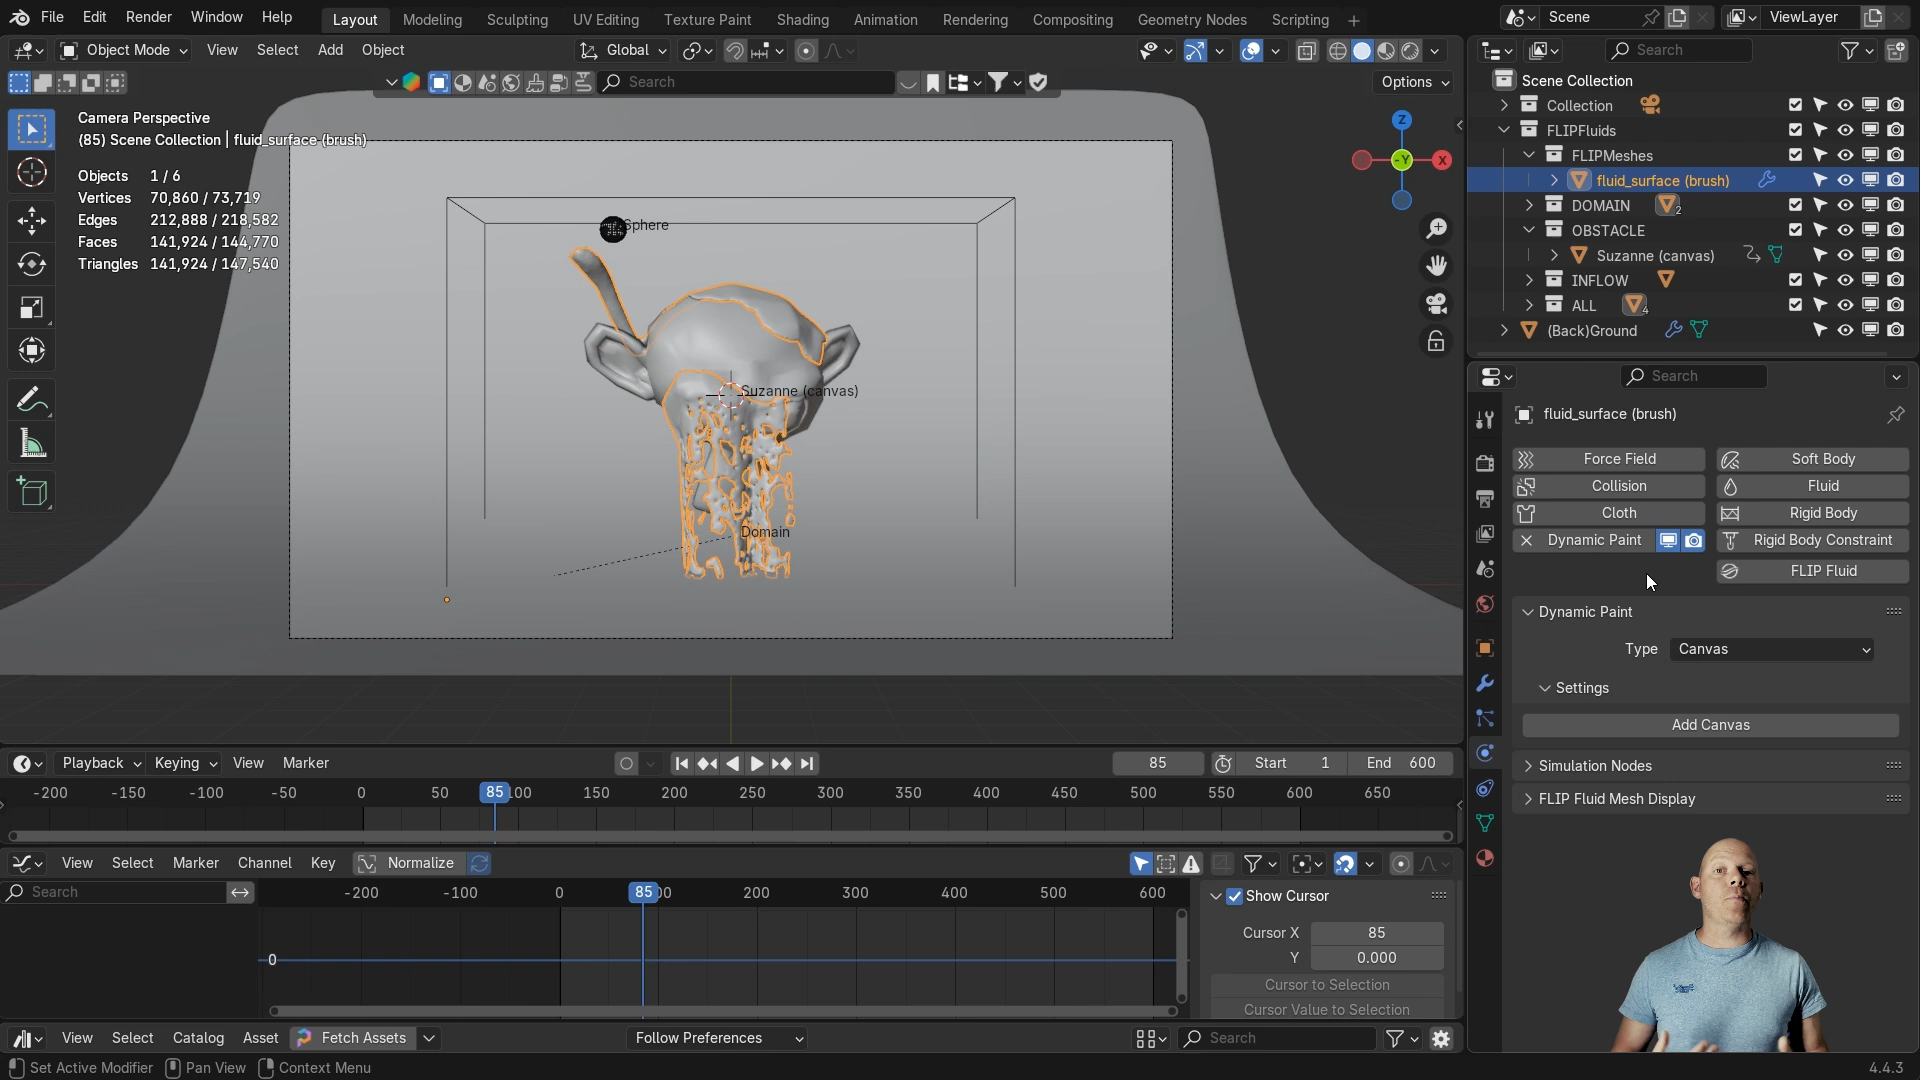 File Edit Render Window Help Layout Modeling Sculpting UV Editing Texture Paint Shading Animation Rendering Compositing Geometry Nodes Scripting + Scene ViewLayer
Object Mode View Select Add Object Global Search
Search Options Scene Collection
Camera Perspective
(85) Scene Collection | fluid_surface (brush)
Objects 1 / 6
Vertices 70,860 / 73,719
Edges 212,888 / 218,582
Faces 141,924 / 144,770
Triangles 141,924 / 147,540
Z
-Y X
Sphere
Suzanne (canvas)
Domain
Collection
FLIPFluids
FLIPMeshes
fluid_surface (brush)
DOMAIN 2
OBSTACLE
Suzanne (canvas)
INFLOW
ALL 4
(Back)Ground
Search
fluid_surface (brush)
Force Field Soft Body
Collision Fluid
Cloth Rigid Body
Dynamic Paint Rigid Body Constraint
FLIP Fluid
Dynamic Paint
Type Canvas
Settings
Add Canvas
Simulation Nodes
FLIP Fluid Mesh Display
Playback Keying View Marker 85 Start 1 End 600
-200 -150 -100 -50 0 50 85 100 150 200 250 300 350 400 450 500 550 600 650
View Select Marker Channel Key Normalize
Search -200 -100 0 85 200 300 400 500 600
0
Show Cursor
Cursor X 85
Y 0.000
Cursor to Selection
Cursor Value to Selection
View Select Catalog Asset Fetch Assets Follow Preferences Search
Set Active Modifier Pan View Context Menu 4.4.3